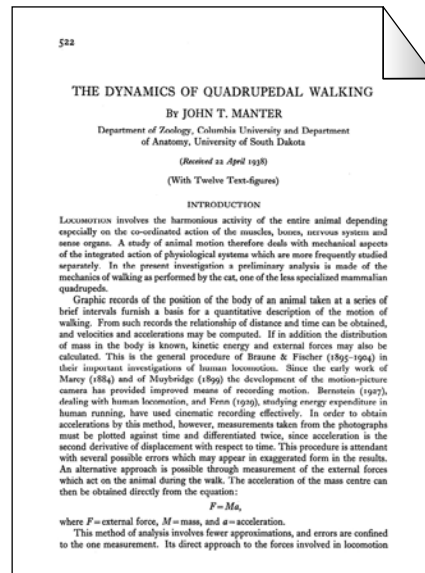 522
THE DYNAMICS OF QUADRUPEDAL WALKING
BY JOHN T. MANTER
Department of Zoology, Columbia University and Department
of Anatomy, University of South Dakota
(Received 22 April 1938)
(With Twelve Text-figures)
INTRODUCTION
LOCOMOTION involves the harmonious activity of the entire animal depending
especially on the co-ordinated action of the muscles, bones, nervous system and
sense organs. A study of animal motion therefore deals with mechanical aspects
of the integrated action of physiological systems which are more frequently studied
separately. In the present investigation a preliminary analysis is made of the
mechanics of walking as performed by the cat, one of the less specialized mammalian
quadrupeds.
Graphic records of the position of the body of an animal taken at a series of
brief intervals furnish a basis for a quantitative description of the motion of
walking. From such records the relationship of distance and time can be obtained,
and velocities and accelerations may be computed. If in addition the distribution
of mass in the body is known, kinetic energy and external forces may also be
calculated. This is the general procedure of Braune & Fischer (1895-1904) in
their important investigations of human locomotion. Since the early work of
Marey (1884) and of Muybridge (1899) the development of the motion-picture
camera has provided improved means of recording motion. Bernstein (1927),
dealing with human locomotion, and Fenn (1929), studying energy expenditure in
human running, have used cinematic recording effectively. In order to obtain
accelerations by this method, however, measurements taken from the photographs
must be plotted against time and differentiated twice, since acceleration is the
second derivative of displacement with respect to time. This procedure is attendant
with several possible errors which may appear in exaggerated form in the results.
An alternative approach is possible through measurement of the external forces
which act on the animal during the walk. The acceleration of the mass centre can
then be obtained directly from the equation:
F=Ma,
where F=external force, M=mass, and a=acceleration.
This method of analysis involves fewer approximations, and errors are confined
to the one measurement. Its direct approach to the forces involved in locomotion